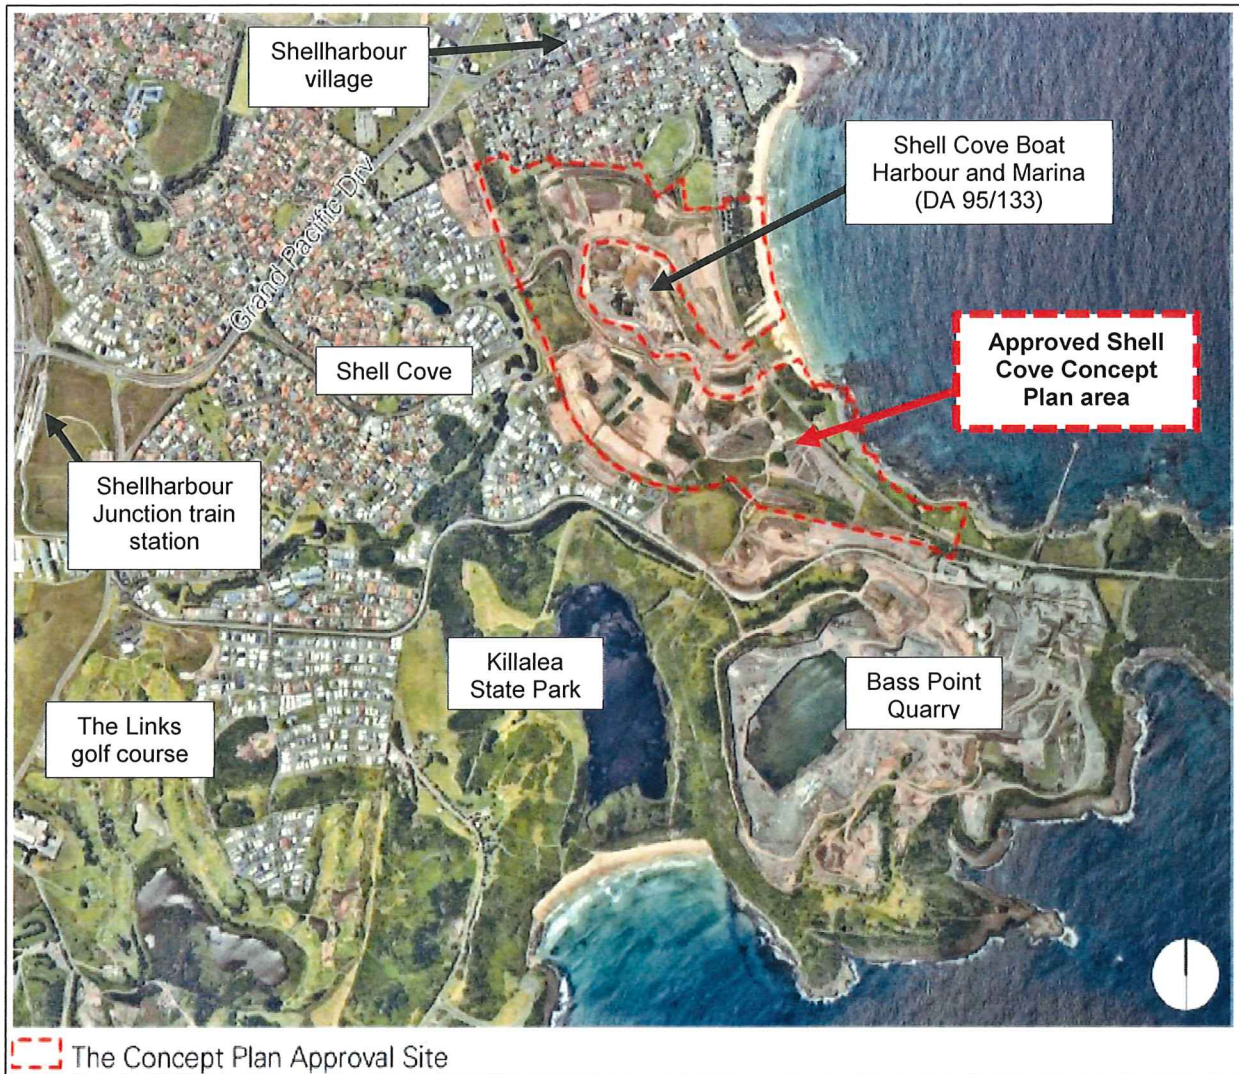 Shellharbour
village
Shell Cove Boat
Harbour and Marina
(DA 95/133)
Grand Pacific Drv
Approved Shell
Cove Concept
Plan area
Shell Cove
Shellharbour
Junction train
station
Killalea
State Park
Bass Point
Quarry
The Links
golf course
The Concept Plan Approval Site